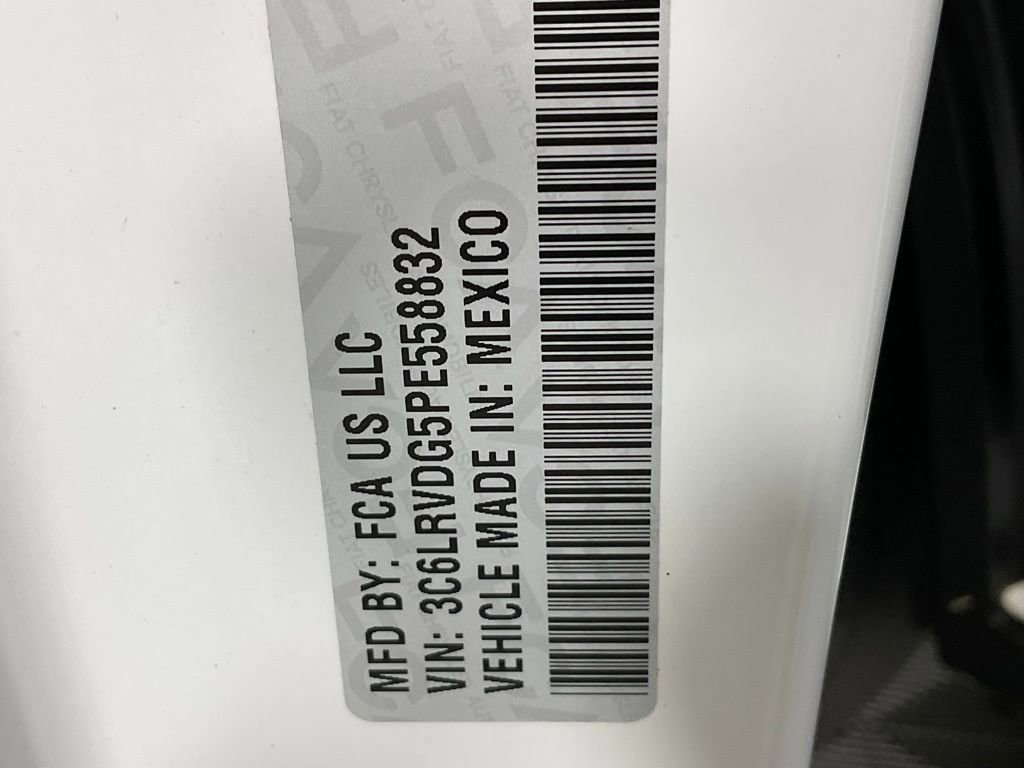 MFD BY: FCA US LLC
VIN: 3C6LRVDG5PE558832
VEHICLE MADE IN: MEXICO